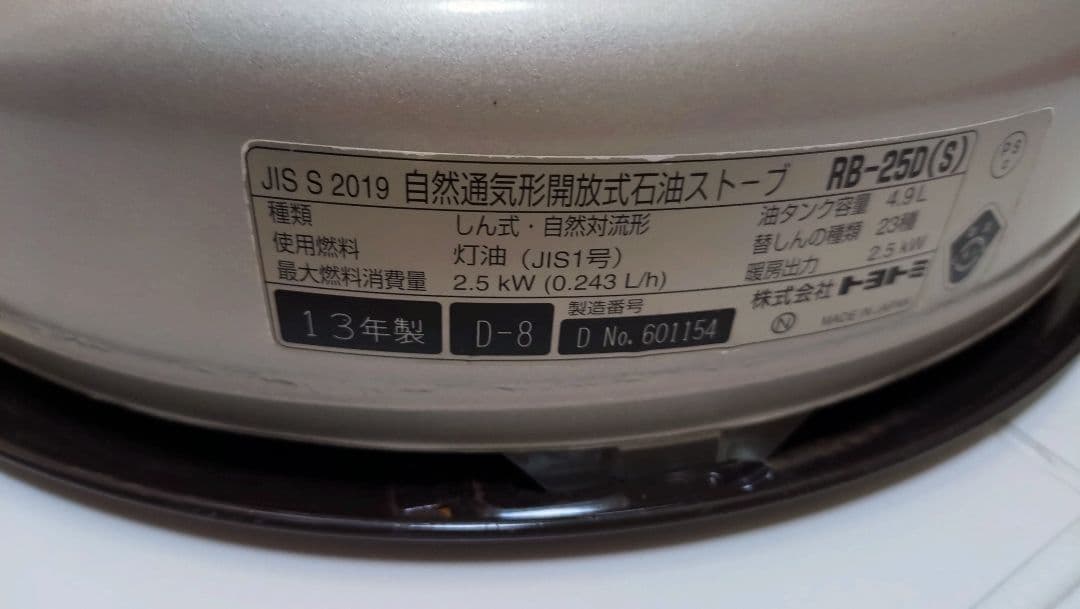 JIS S 2019 自然通気形開放式石油ストーブ RB-25D(S)
PS
C
種類 しん式・自然対流形 油タンク容量 4.9L
使用燃料 灯油 (JIS1号) 替しんの種類 23種
最大燃料消費量 2.5 kW (0.243 L/h) 暖房出力 2.5 kW
13年製 D-8 製造番号 D No. 601154 株式会社 トヨトミ
N MADE IN JAPAN